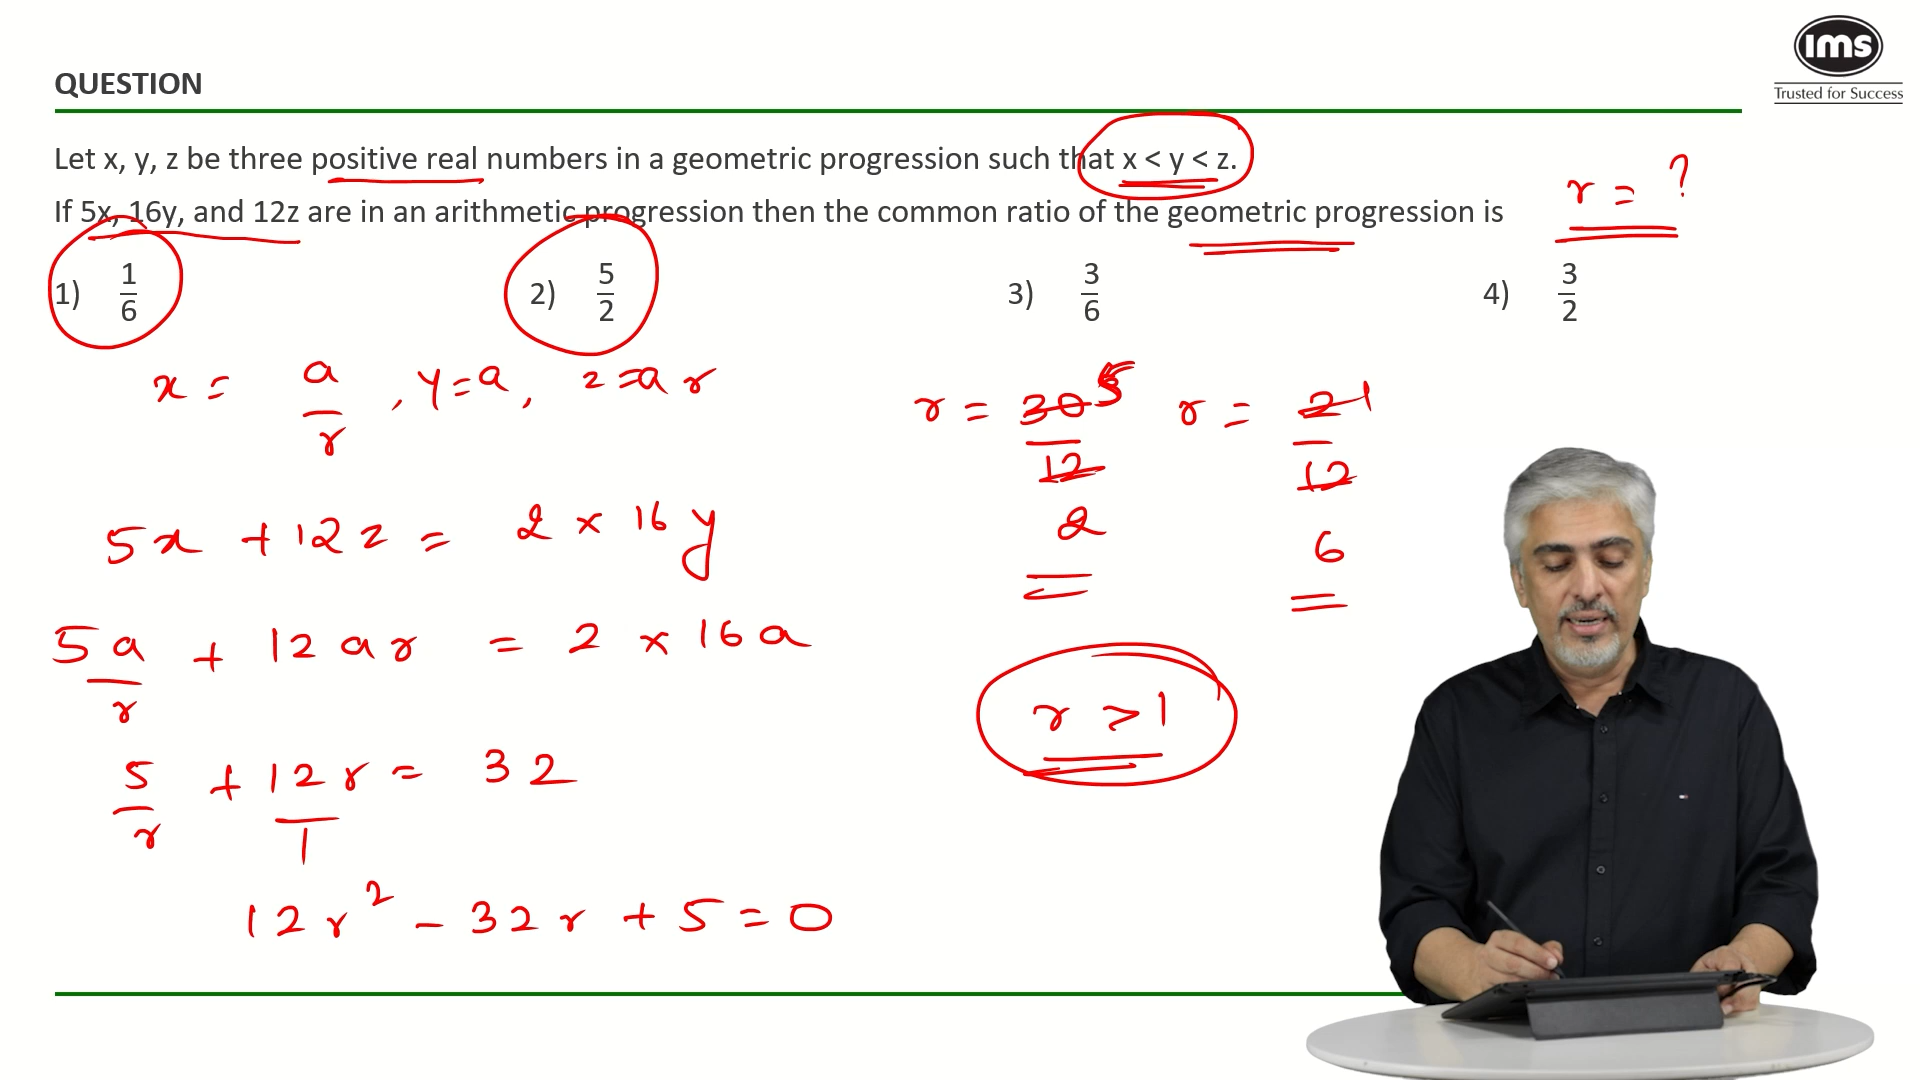 ims
Trusted for Success
QUESTION
Let x, y, z be three positive real numbers in a geometric progression such that x < y < z.
If 5x, 16y, and 12z are in an arithmetic progression then the common ratio of the geometric progression is
r = ?
1) 1/6 2) 5/2 3) 3/6 4) 3/2
x = a/r , y=a, z=ar
r = 30/12 5 2 r = 2/12 1 6
5x + 12z = 2 × 16y
5a/r + 12ar = 2 × 16a
r > 1
5/r + 12r/1 = 32
12r² - 32r + 5 = 0